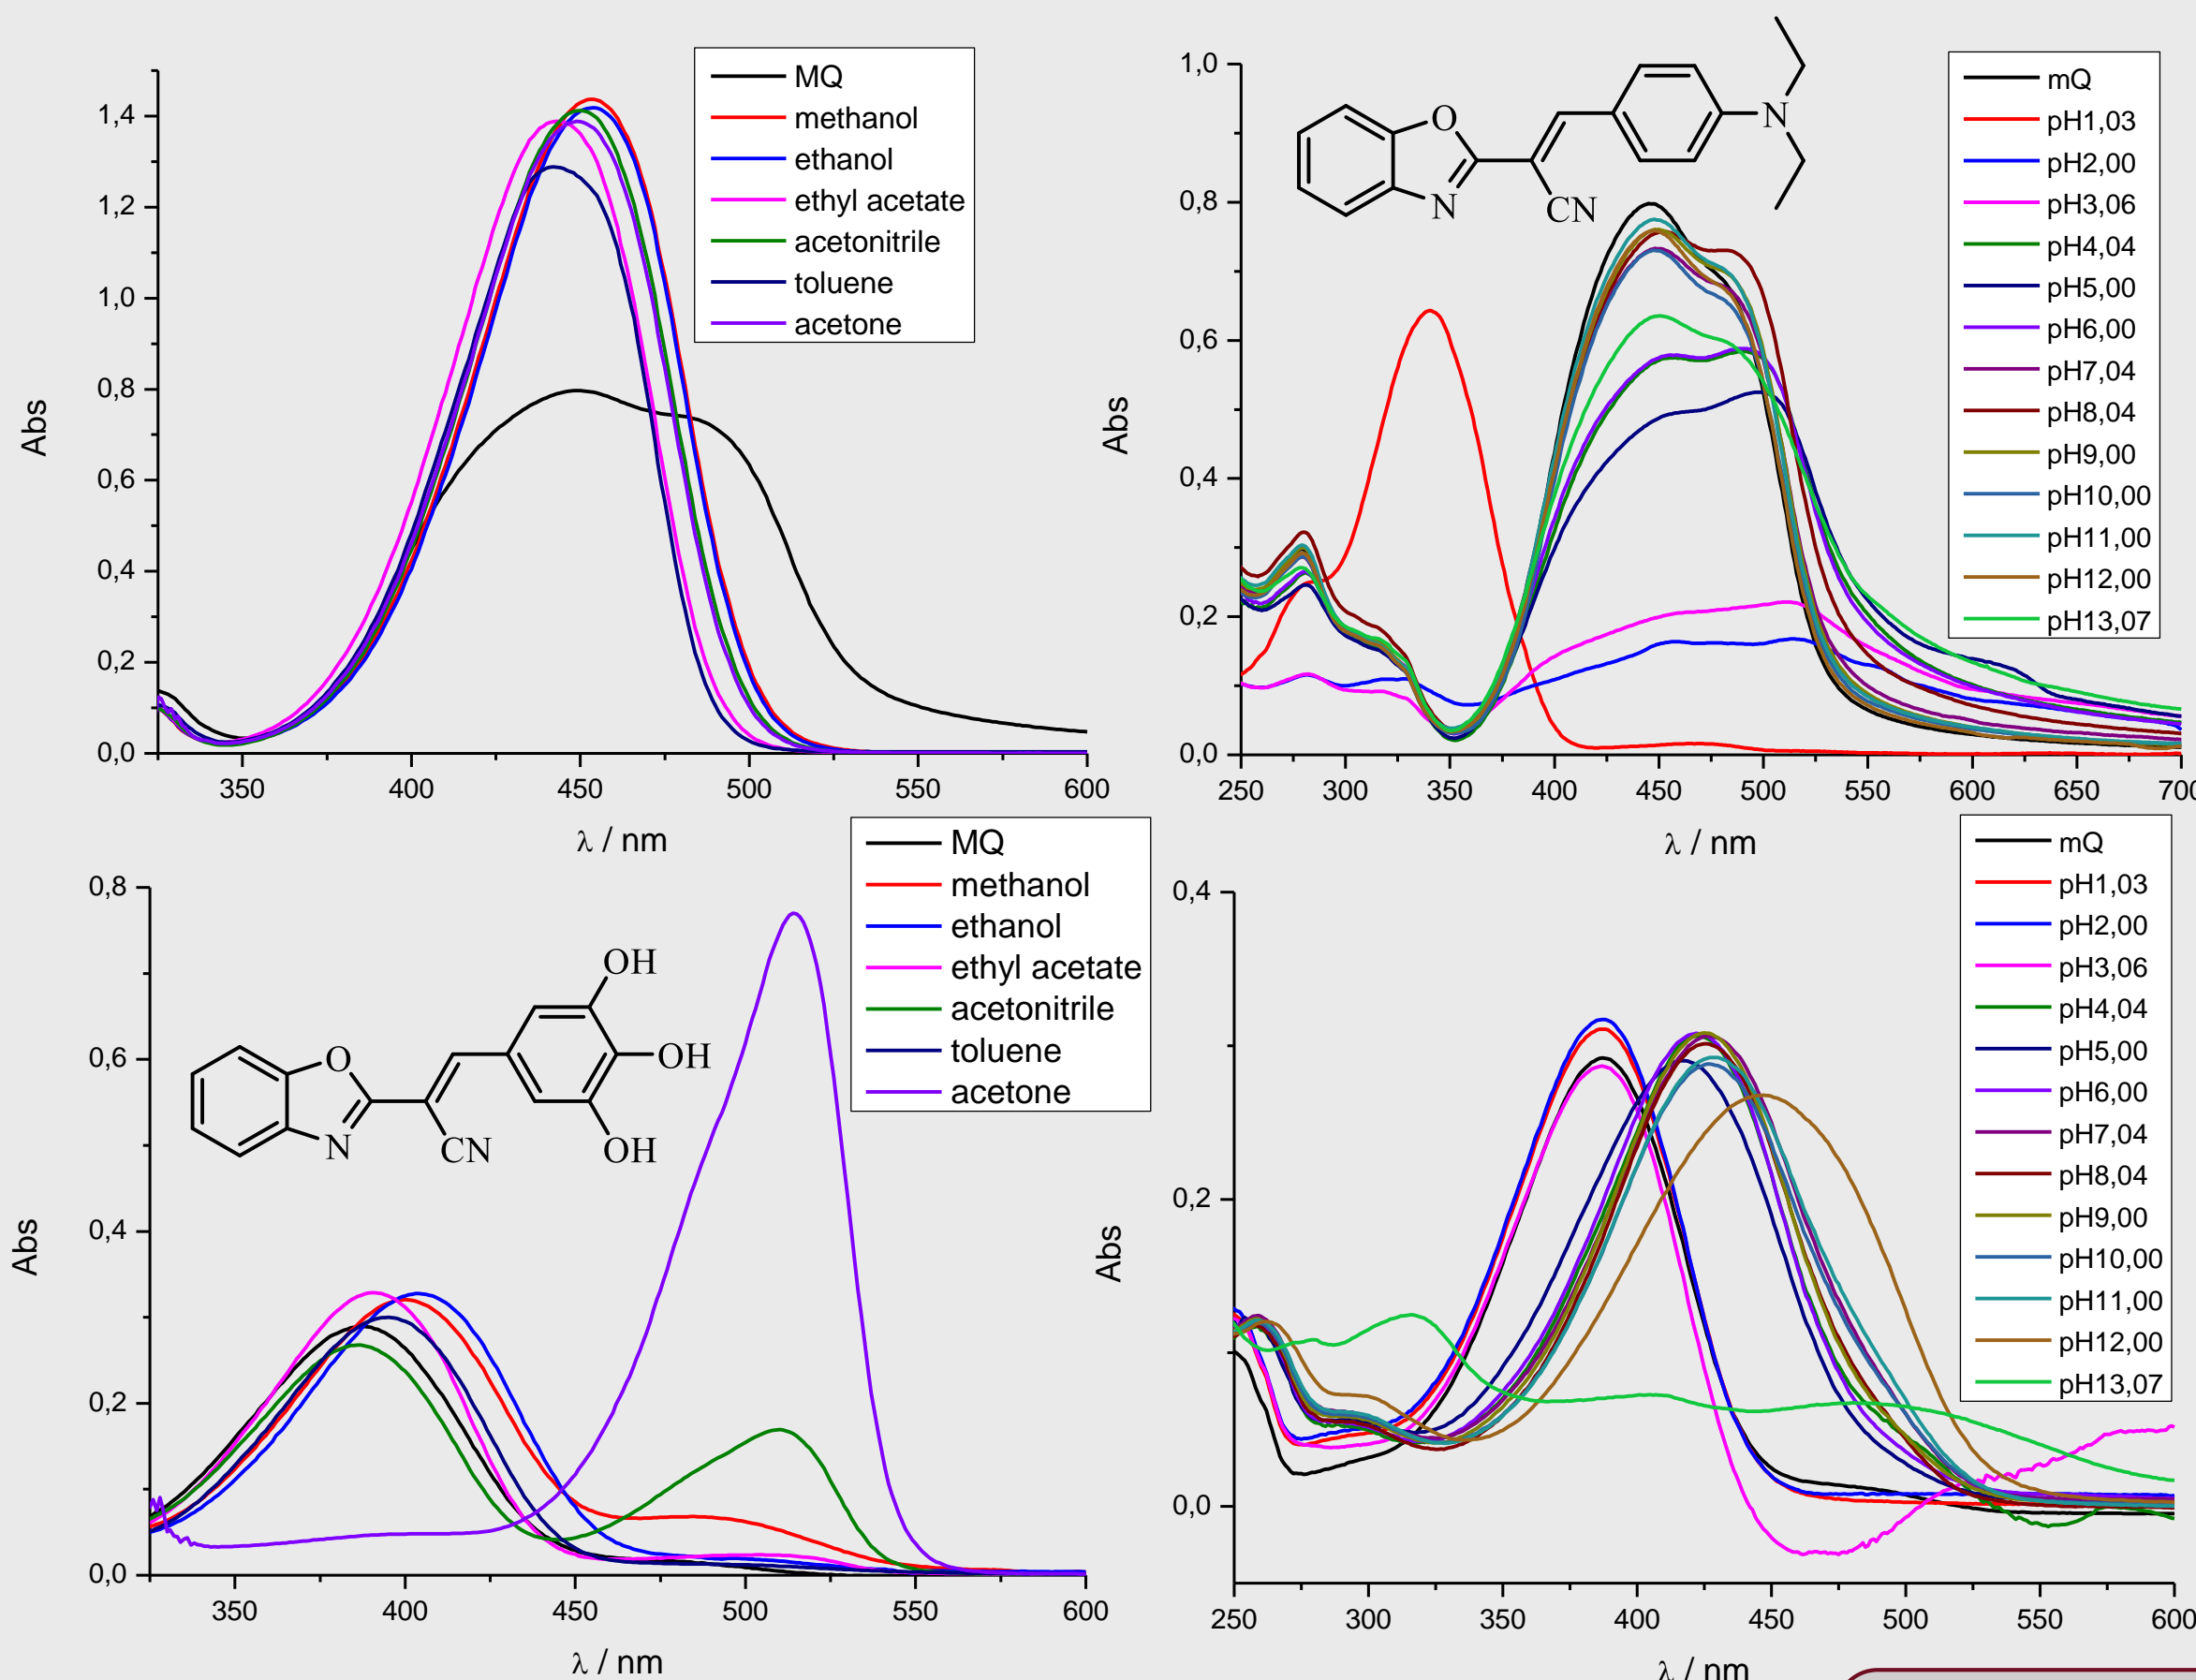 MQ
methanol
ethanol
ethyl acetate
acetonitrile
toluene
acetone
1,4
1,2
1,0
0,8
0,6
0,4
0,2
0,0
Abs
350 400 450 500 550 600
λ / nm
mQ
pH1,03
pH2,00
pH3,06
pH4,04
pH5,00
pH6,00
pH7,04
pH8,04
pH9,00
pH10,00
pH11,00
pH12,00
pH13,07
O
N
CN
N
1,0
0,8
0,6
0,4
0,2
0,0
Abs
250 300 350 400 450 500 550 600 650 700
λ / nm
MQ
methanol
ethanol
ethyl acetate
acetonitrile
toluene
acetone
OH
O
OH
N
CN
OH
0,8
0,6
0,4
0,2
0,0
Abs
350 400 450 500 550 600
λ / nm
mQ
pH1,03
pH2,00
pH3,06
pH4,04
pH5,00
pH6,00
pH7,04
pH8,04
pH9,00
pH10,00
pH11,00
pH12,00
pH13,07
0,4
0,2
0,0
Abs
250 300 350 400 450 500 550 600
λ / nm